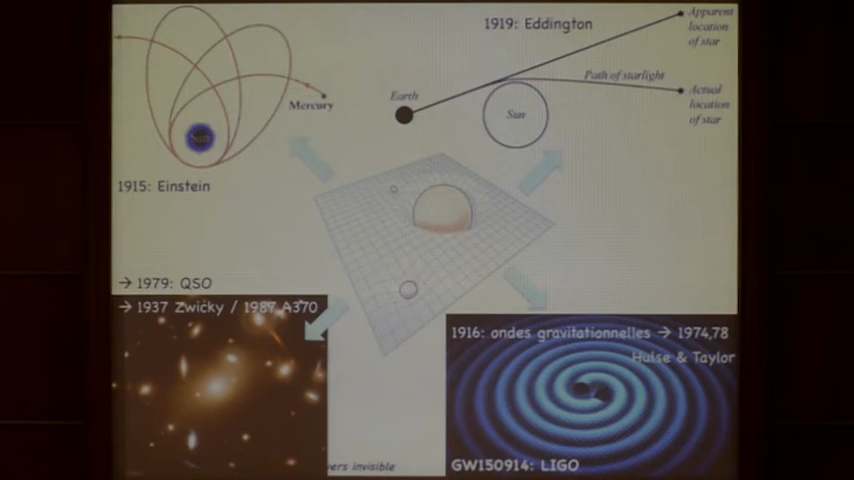 1919: Eddington
Apparent
location
of star
Path of starlight
Earth
Mercury
Sun
Sun
Actual
location
of star
1915: Einstein
→ 1979: QSO
→ 1937 Zwicky / 1987 A370
1916: ondes gravitationnelles → 1974,78
Hulse & Taylor
invisible
GW150914: LIGO